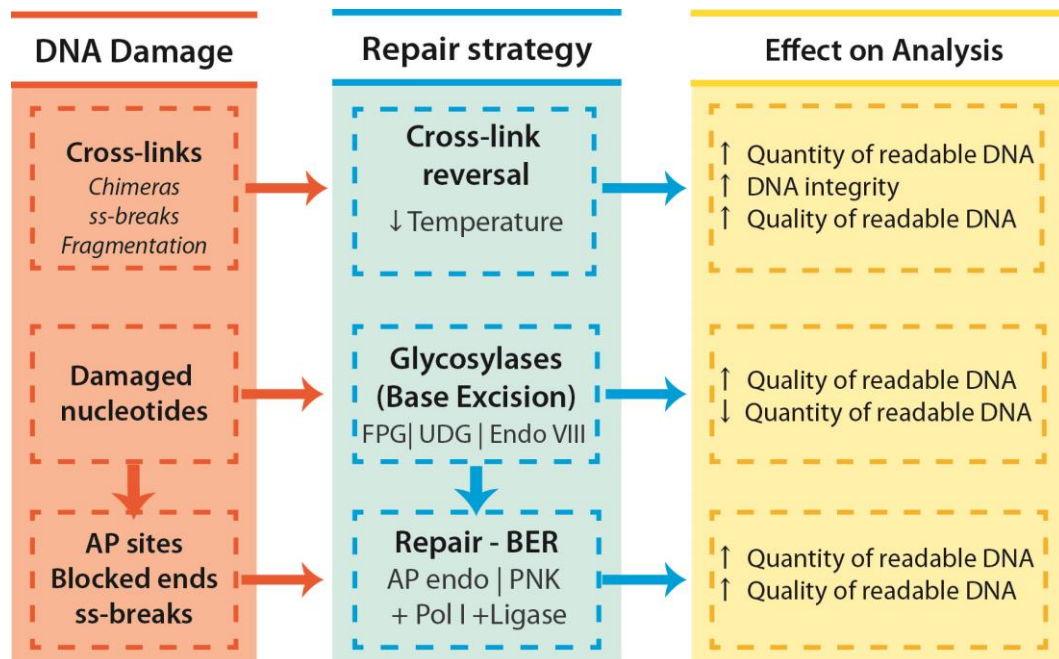 DNA Damage
Repair strategy
Effect on Analysis
Cross-links
Chimeras
ss-breaks
Fragmentation
Cross-link
reversal
↓ Temperature
↑ Quantity of readable DNA
↑ DNA integrity
↑ Quality of readable DNA
Damaged
nucleotides
Glycosylases
(Base Excision)
FPG| UDG | Endo VIII
↑ Quality of readable DNA
↓ Quantity of readable DNA
AP sites
Blocked ends
ss-breaks
Repair - BER
AP endo | PNK
+ Pol I +Ligase
↑ Quantity of readable DNA
↑ Quality of readable DNA